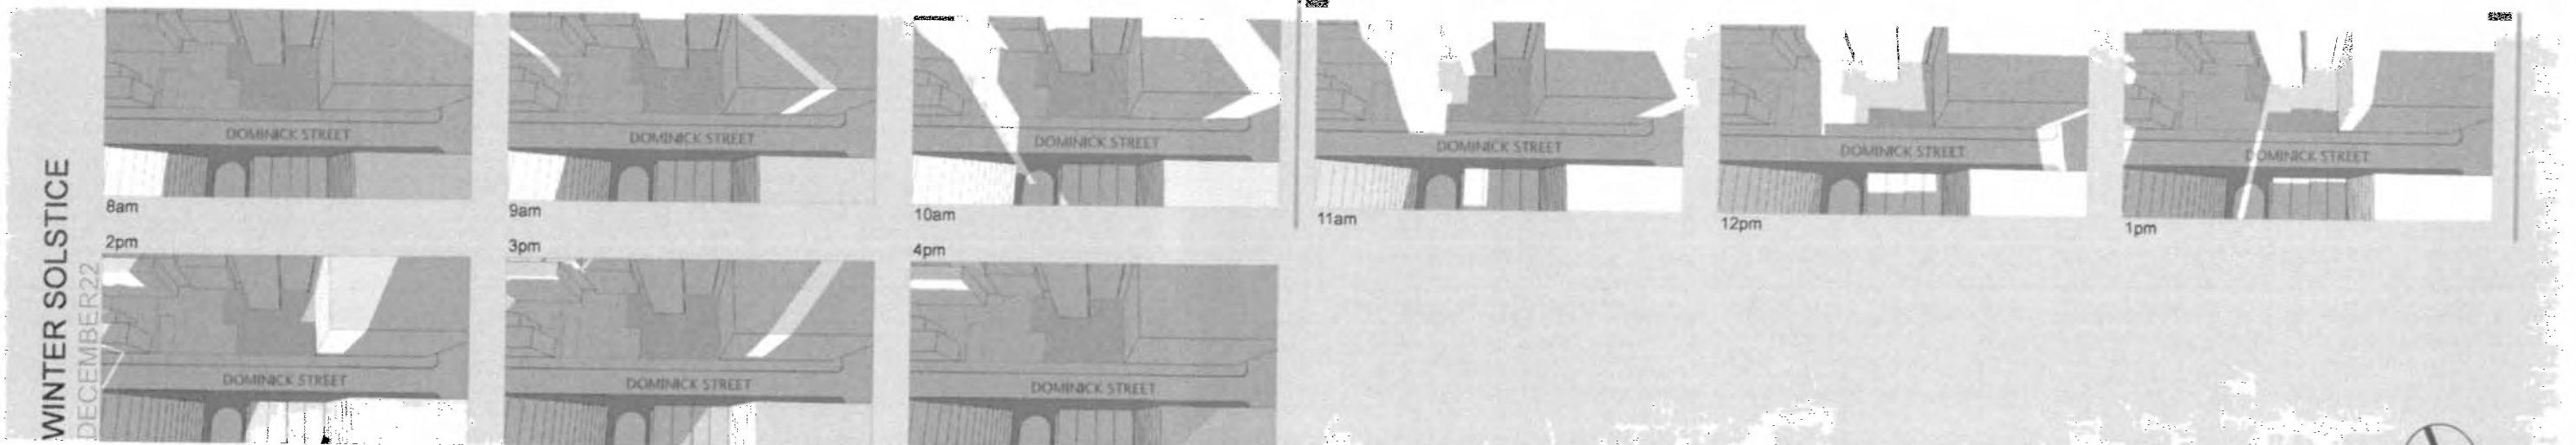 WINTER SOLSTICE
DECEMBER22
DOMINICK STREET
8am
DOMINICK STREET
9am
DOMINICK STREET
10am
DOMINICK STREET
11am
DOMINICK STREET
12pm
DOMINICK STREET
1pm
2pm
DOMINICK STREET
3pm
DOMINICK STREET
4pm
DOMINICK STREET